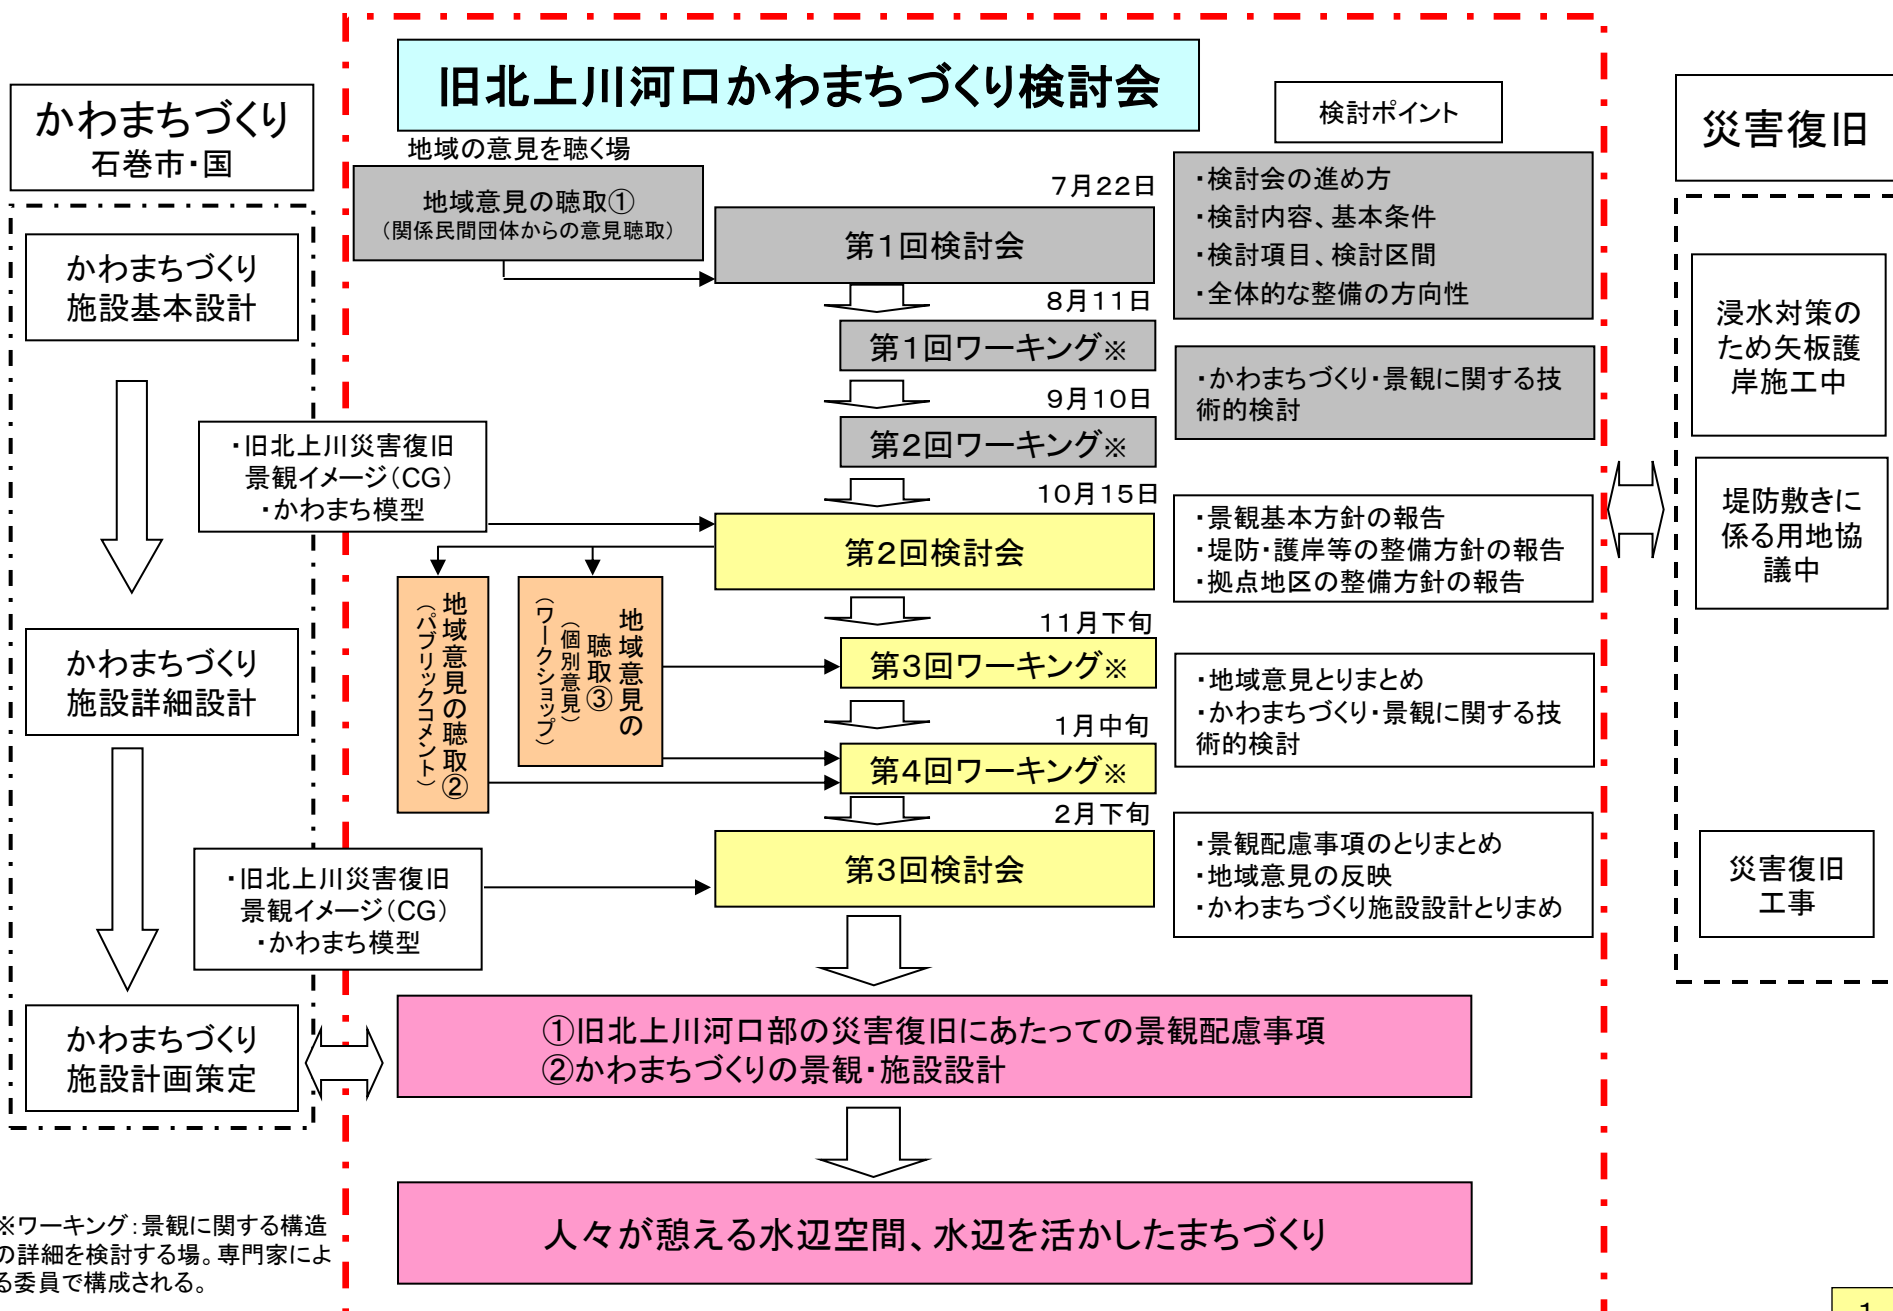 旧北上川河口かわまちづくり検討会
かわまちづくり
石巻市・国
かわまちづくり
施設基本設計
かわまちづくり
施設詳細設計
かわまちづくり
施設計画策定
・旧北上川災害復旧
景観イメージ(CG)
・かわまち模型
・旧北上川災害復旧
景観イメージ(CG)
・かわまち模型
地域の意見を聴く場
地域意見の聴取①
(関係民間団体からの意見聴取)
7月22日
第1回検討会
8月11日
第1回ワーキング※
9月10日
第2回ワーキング※
10月15日
第2回検討会
地域意見の聴取②
(パブリックコメント)
地域意見の
聴取③
(個別意見)
(ワークショップ)
11月下旬
第3回ワーキング※
1月中旬
第4回ワーキング※
2月下旬
第3回検討会
検討ポイント
・検討会の進め方
・検討内容、基本条件
・検討項目、検討区間
・全体的な整備の方向性
・かわまちづくり・景観に関する技
術的検討
・景観基本方針の報告
・堤防・護岸等の整備方針の報告
・拠点地区の整備方針の報告
・地域意見とりまとめ
・かわまちづくり・景観に関する技
術的検討
・景観配慮事項のとりまとめ
・地域意見の反映
・かわまちづくり施設設計とりまめ
災害復旧
浸水対策の
ため矢板護
岸施工中
堤防敷きに
係る用地協
議中
災害復旧
工事
①旧北上川河口部の災害復旧にあたっての景観配慮事項
②かわまちづくりの景観・施設設計
人々が憩える水辺空間、水辺を活かしたまちづくり
※ワーキング:景観に関する構造
の詳細を検討する場。専門家によ
る委員で構成される。
1